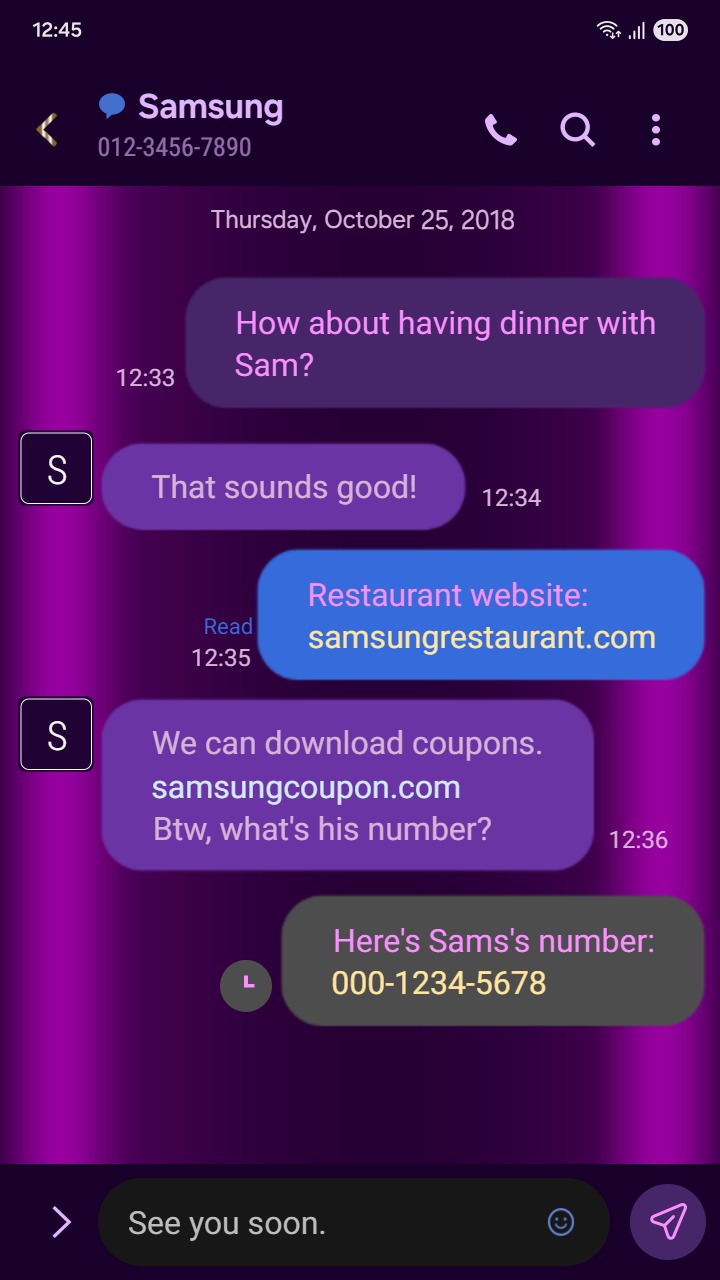 12:45
100
Samsung
012-3456-7890
Thursday, October 25, 2018
How about having dinner with
Sam?
12:33
S
That sounds good!
12:34
Restaurant website:
samsungrestaurant.com
Read
12:35
S
We can download coupons.
samsungcoupon.com
Btw, what's his number?
12:36
Here's Sams's number:
000-1234-5678
See you soon.